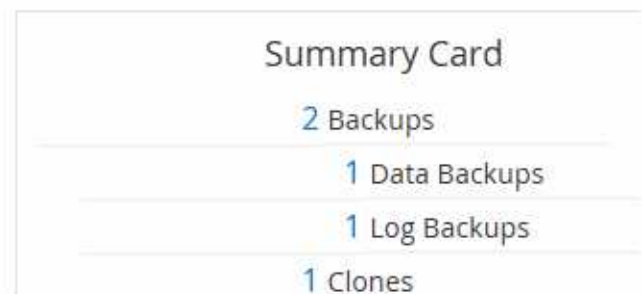 Summary Card
2 Backups
1 Data Backups
1 Log Backups
1 Clones